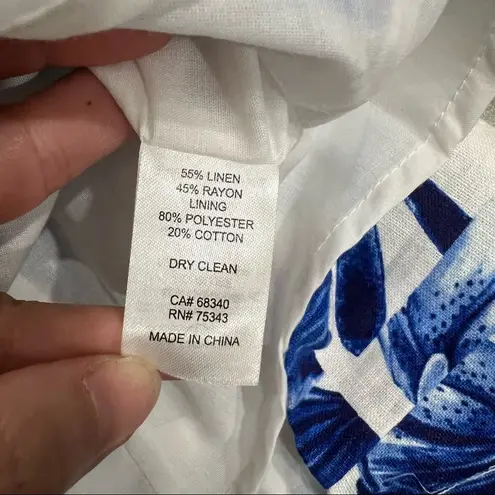 55% LINEN
45% RAYON
LINING
80% POLYESTER
20% COTTON
DRY CLEAN
CA# 68340
RN# 75343
MADE IN CHINA